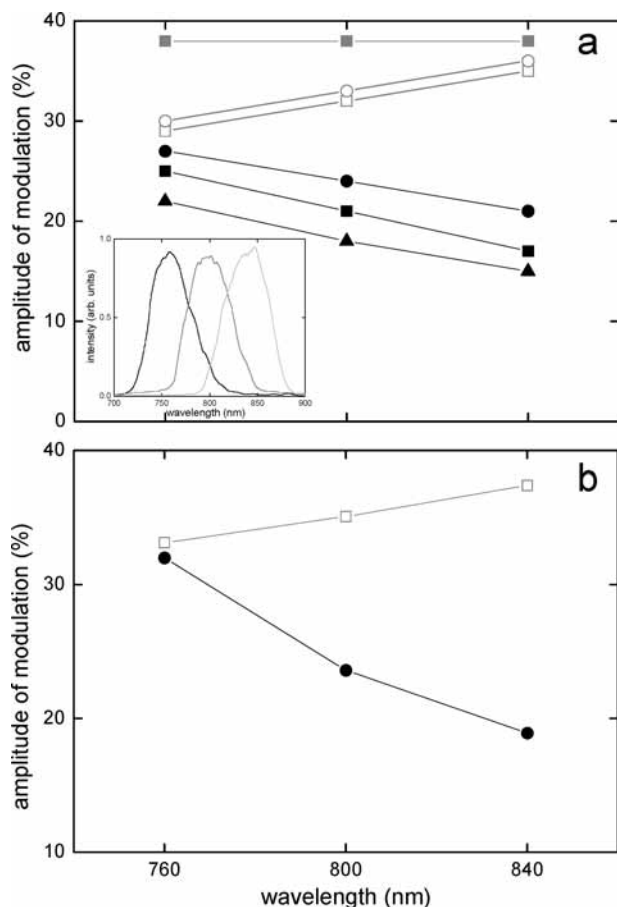 40
a
30
20
10
0
amplitude of modulation (%)
1.0
0.5
0.0
intensity (arb. units)
700 750 800 850 900
wavelength (nm)
40
b
30
20
10
amplitude of modulation (%)
760 800 840
wavelength (nm)